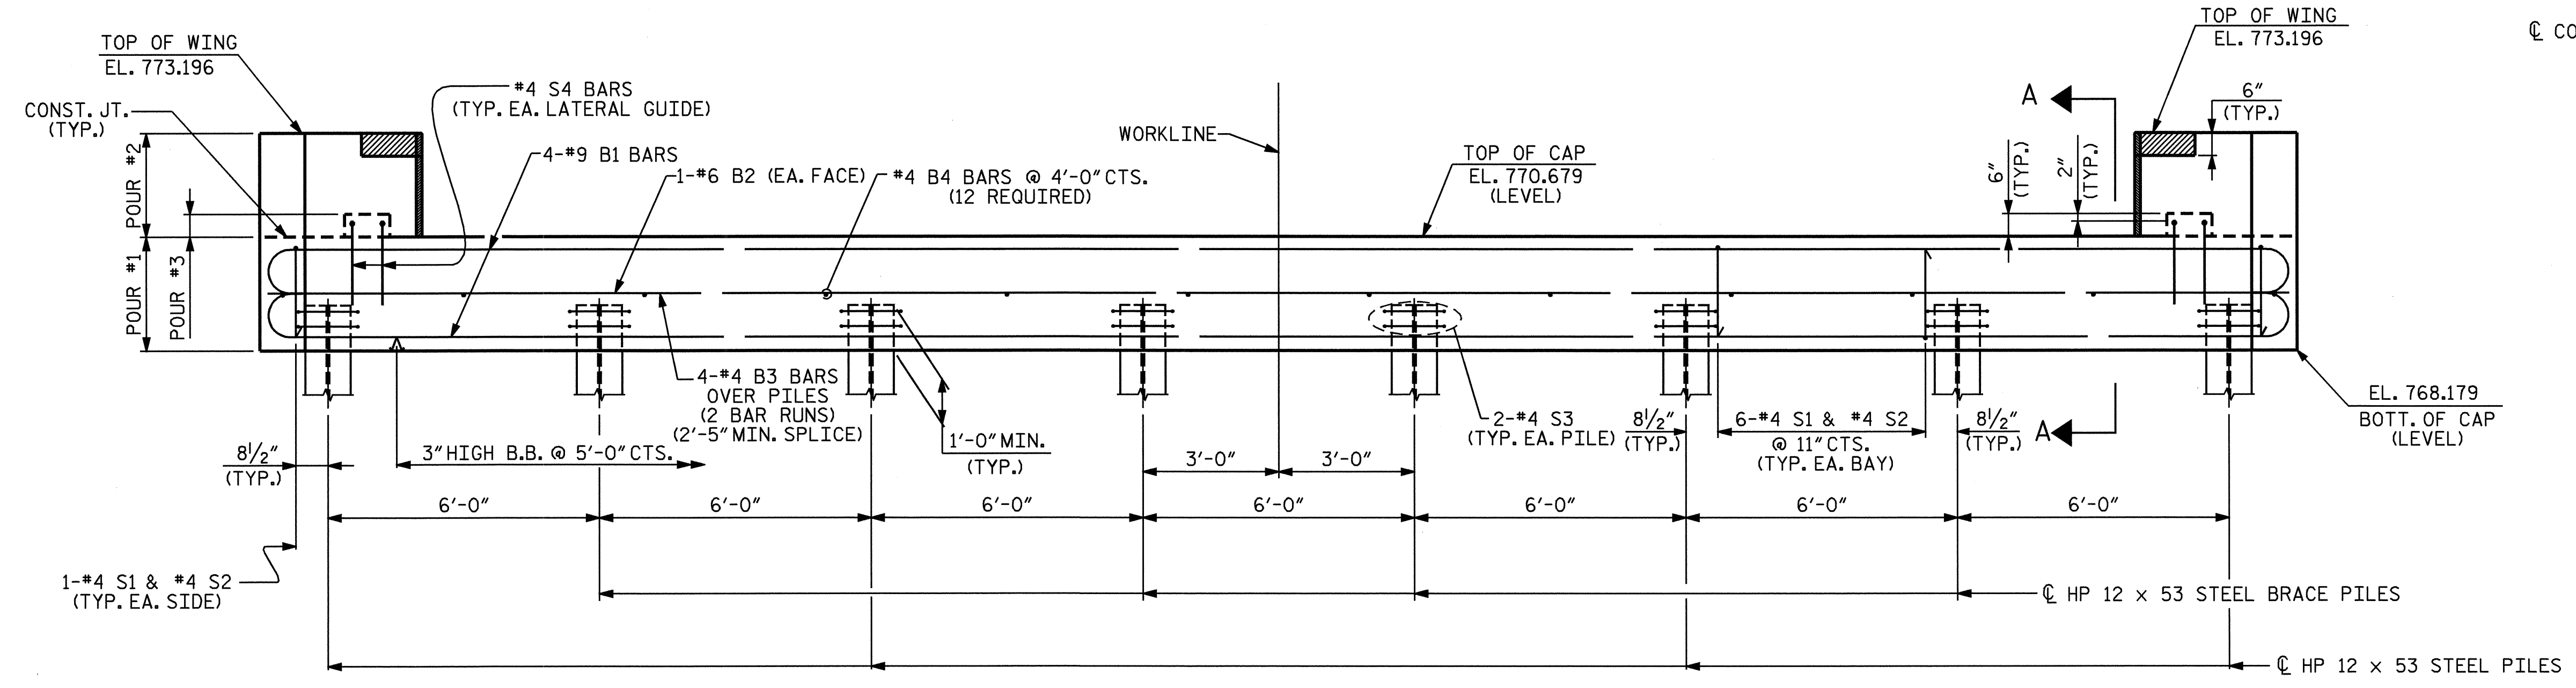 TOP OF WING
EL. 773.196
CONST. JT.
(TYP.)
#4 S4 BARS
(TYP. EA. LATERAL GUIDE)
4-#9 B1 BARS
1-#6 B2 (EA. FACE)
#4 B4 BARS @ 4'-0" CTS.
(12 REQUIRED)
WORKLINE
TOP OF CAP
EL. 770.679
(LEVEL)
A
TOP OF WING
EL. 773.196
6"
(TYP.)
6"
(TYP.)
2"
(TYP.)
℄ CO
POUR #2
POUR #1
POUR #3
4-#4 B3 BARS
OVER PILES
(2 BAR RUNS)
(2'-5" MIN. SPLICE)
1'-0" MIN.
(TYP.)
2-#4 S3
(TYP. EA. PILE)
8½"
(TYP.)
6-#4 S1 & #4 S2
@ 11" CTS.
(TYP. EA. BAY)
8½"
(TYP.)
A
EL. 768.179
BOTT. OF CAP
(LEVEL)
8½"
(TYP.)
3" HIGH B.B. @ 5'-0" CTS.
3'-0"
3'-0"
6'-0"
6'-0"
6'-0"
6'-0"
6'-0"
6'-0"
6'-0"
1-#4 S1 & #4 S2
(TYP. EA. SIDE)
℄ HP 12 x 53 STEEL BRACE PILES
℄ HP 12 x 53 STEEL PILES